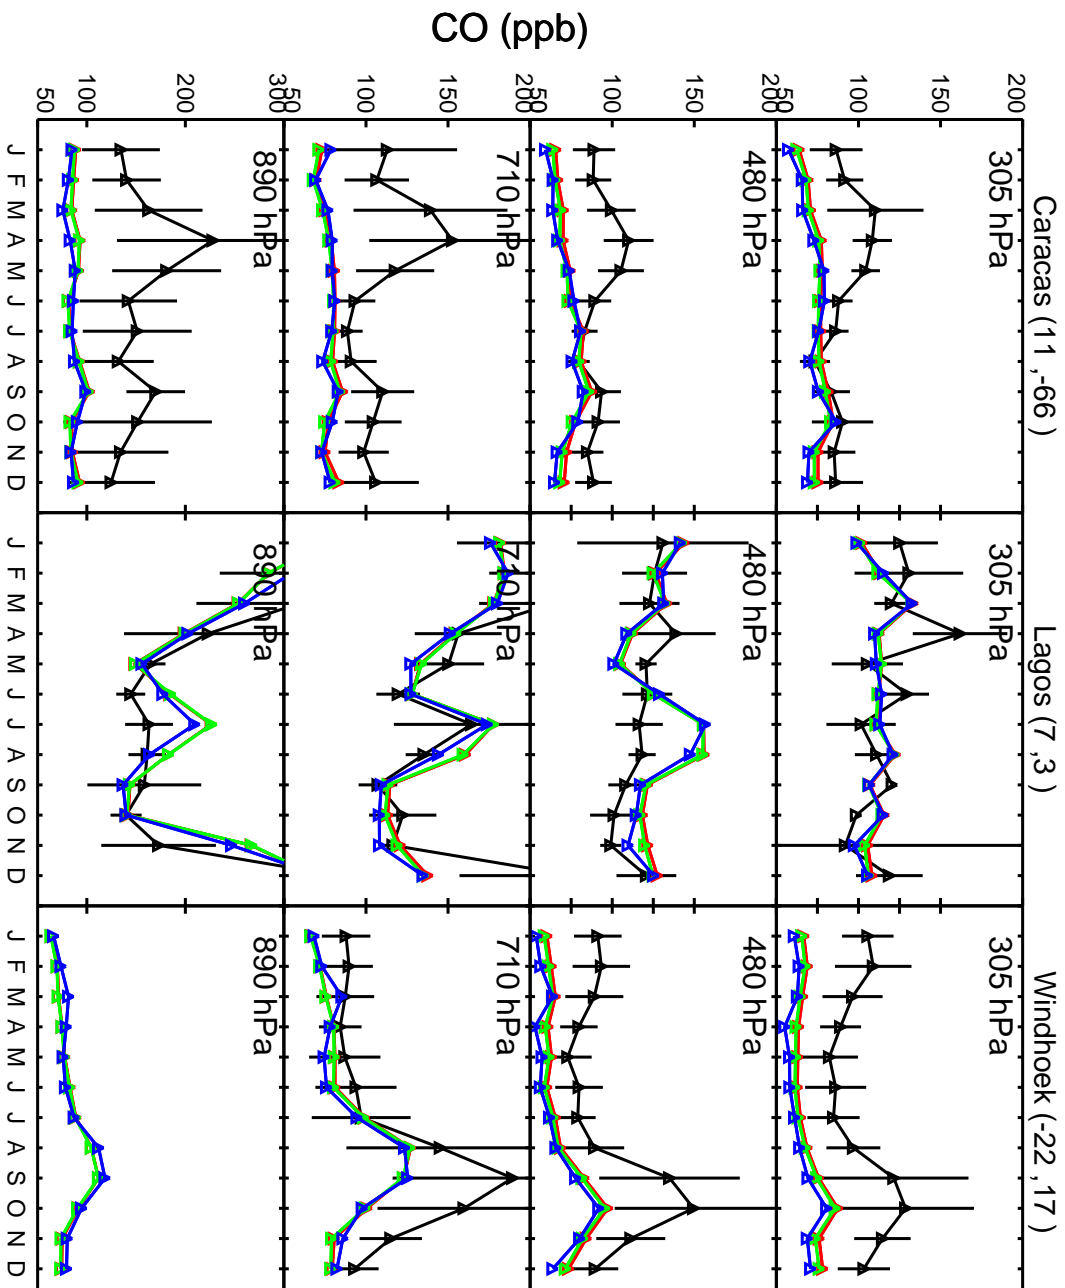 Caracas (11 ,-66 )
Lagos (7 ,3 )
Windhoek (-22 , 17 )
CO (ppb)
200
150
100
50
305 hPa
305 hPa
305 hPa
200
150
100
50
480 hPa
480 hPa
480 hPa
200
150
100
50
710 hPa
710 hPa
710 hPa
300
200
100
50
890 hPa
890 hPa
890 hPa
J F M A M J J A S O N D
J F M A M J J A S O N D
J F M A M J J A S O N D